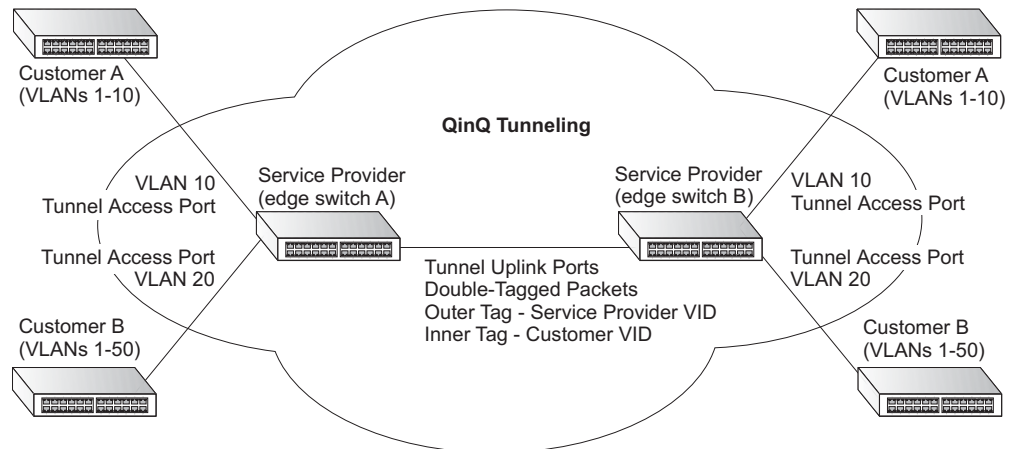 Customer A
(VLANs 1-10)
Customer A
(VLANs 1-10)
QinQ Tunneling
Service Provider
(edge switch A)
Service Provider
(edge switch B)
VLAN 10
Tunnel Access Port
VLAN 10
Tunnel Access Port
Tunnel Access Port
VLAN 20
Tunnel Uplink Ports
Double-Tagged Packets
Outer Tag - Service Provider VID
Inner Tag - Customer VID
Tunnel Access Port
VLAN 20
Customer B
(VLANs 1-50)
Customer B
(VLANs 1-50)